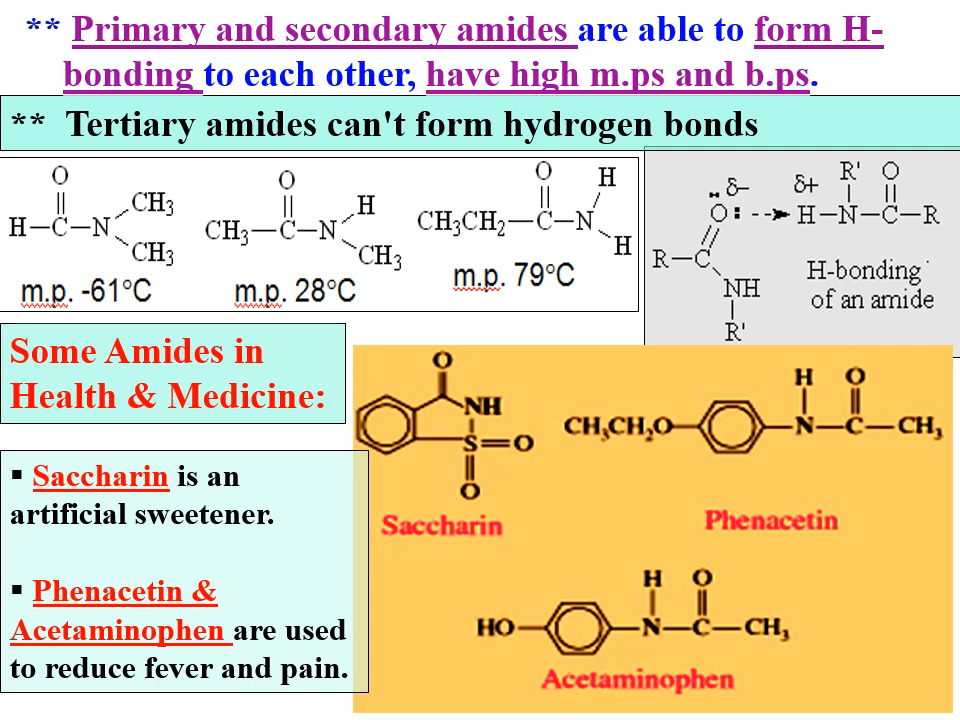 ** Primary and secondary amides are able to form H-
bonding to each other, have high m.ps and b.ps.
** Tertiary amides can't form hydrogen bonds
O
H–C–N
CH₃
CH₃
m.p. -61°C
O
CH₃–C–N
H
CH₃
m.p. 28°C
O
CH₃CH₂–C–N
H
H
m.p. 79°C
R' O
δ– δ+
O: H–N–C–R
R–C
NH
R'
H-bonding
of an amide
Some Amides in
Health & Medicine:
▪ Saccharin is an
artificial sweetener.
▪ Phenacetin &
Acetaminophen are used
to reduce fever and pain.
O
NH
S=O
O
Saccharin
H O
CH₃CH₂O N–C–CH₃
Phenacetin
H O
HO N–C–CH₃
Acetaminophen